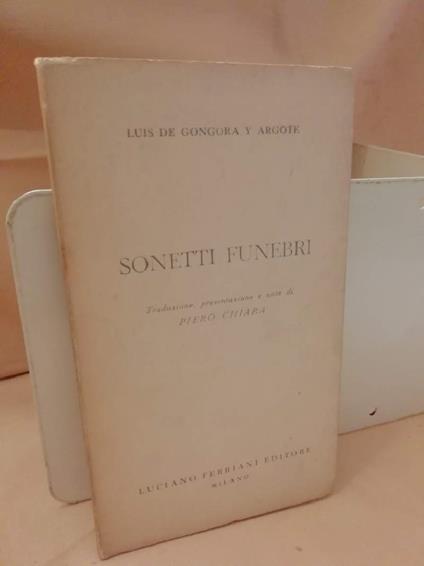 LUIS DE GONGORA Y ARGOTE
SONETTI FUNEBRI
Traduzione, presentazione e note di
PIERO CHIARA
LUCIANO FERRIANI EDITORE
MILANO